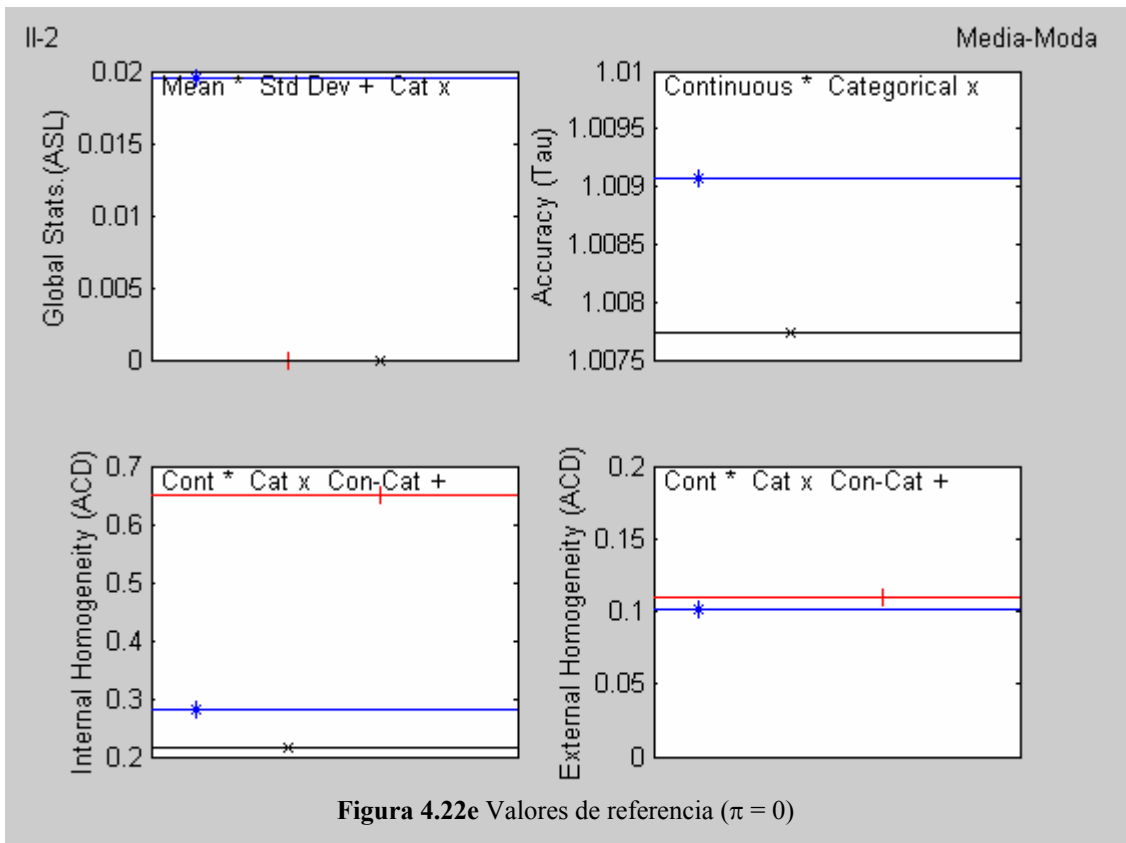 II-2
Media-Moda
Global Stats.(ASL)
0.02
0.015
0.01
0.005
0
Mean * Std Dev + Cat x
Accuracy (Tau)
1.01
1.0095
1.009
1.0085
1.008
1.0075
Continuous * Categorical x
Internal Homogeneity (ACD)
0.7
0.6
0.5
0.4
0.3
0.2
Cont * Cat x Con-Cat +
External Homogeneity (ACD)
0.2
0.15
0.1
0.05
0
Cont * Cat x Con-Cat +
Figura 4.22e Valores de referencia (π = 0)